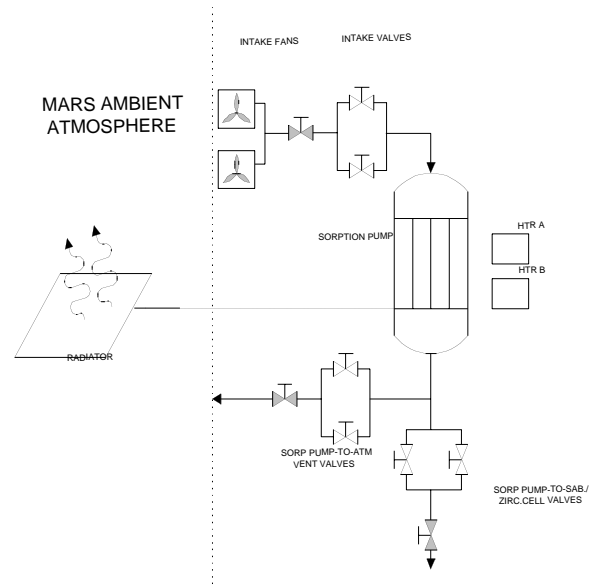 INTAKE FANS
INTAKE VALVES
MARS AMBIENT
ATMOSPHERE
SORPTION PUMP
HTR A
HTR B
RADIATOR
SORP PUMP-TO-ATM
VENT VALVES
SORP PUMP-TO-SAB./
ZIRC.CELL VALVES